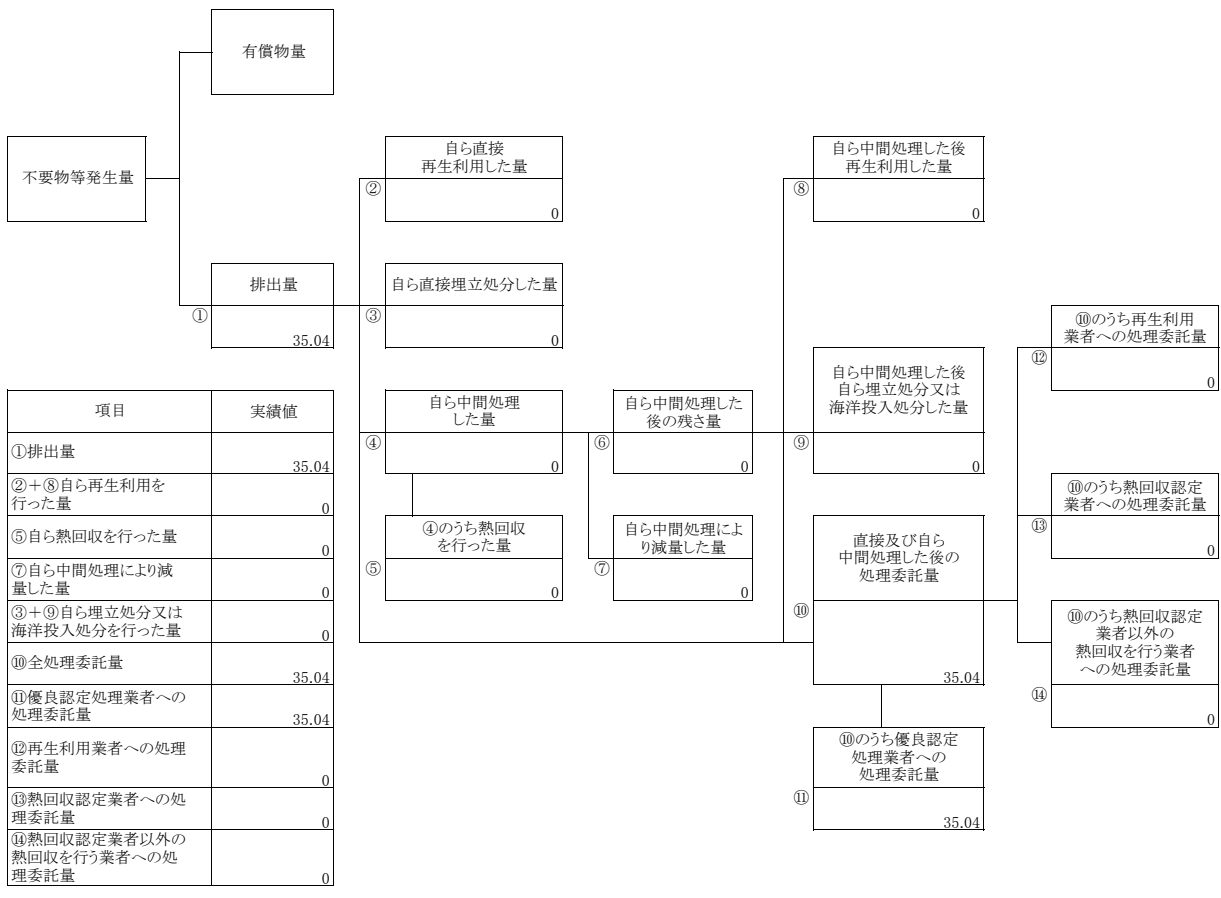 有償物量
不要物等発生量
排出量
①
35.04
自ら直接
再生利用した量
②
0
自ら直接埋立処分した量
③
0
自ら中間処理
した量
④
0
④のうち熱回収
を行った量
⑤
0
自ら中間処理した
後の残さ量
⑥
0
自ら中間処理によ
り減量した量
⑦
0
自ら中間処理した後
再生利用した量
⑧
0
自ら中間処理した後
自ら埋立処分又は
海洋投入処分した量
⑨
0
直接及び自ら
中間処理した後の
処理委託量
⑩
35.04
⑩のうち優良認定
処理業者への
処理委託量
⑪
35.04
⑩のうち再生利用
業者への処理委託量
⑫
0
⑩のうち熱回収認定
業者への処理委託量
⑬
0
⑩のうち熱回収認定
業者以外の
熱回収を行う業者
への処理委託量
⑭
0
項目 実績値
①排出量
35.04
②＋⑧自ら再生利用を
行った量
0
⑤自ら熱回収を行った量
0
⑦自ら中間処理により減
量した量
0
③＋⑨自ら埋立処分又は
海洋投入処分を行った量
0
⑩全処理委託量
35.04
⑪優良認定処理業者への
処理委託量
35.04
⑫再生利用業者への処理
委託量
0
⑬熱回収認定業者への処
理委託量
0
⑭熱回収認定業者以外の
熱回収を行う業者への処
理委託量
0